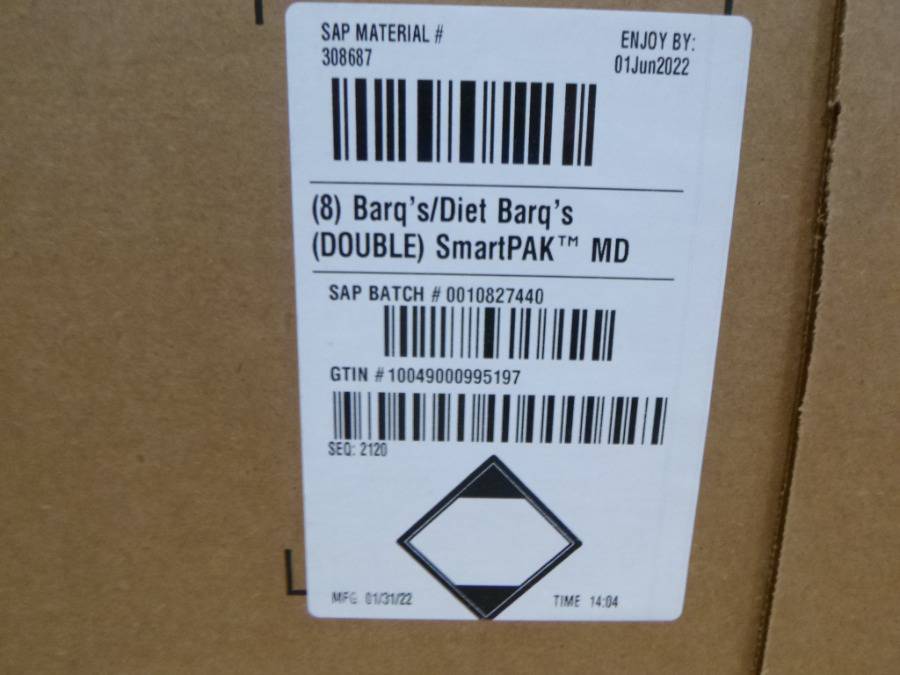 SAP MATERIAL #
308687
ENJOY BY:
01Jun2022
(8) Barq's/Diet Barq's
(DOUBLE) SmartPAK™ MD
SAP BATCH # 0010827440
GTIN # 10049000995197
SEQ: 2120
MFG 01/31/22
TIME 14:04